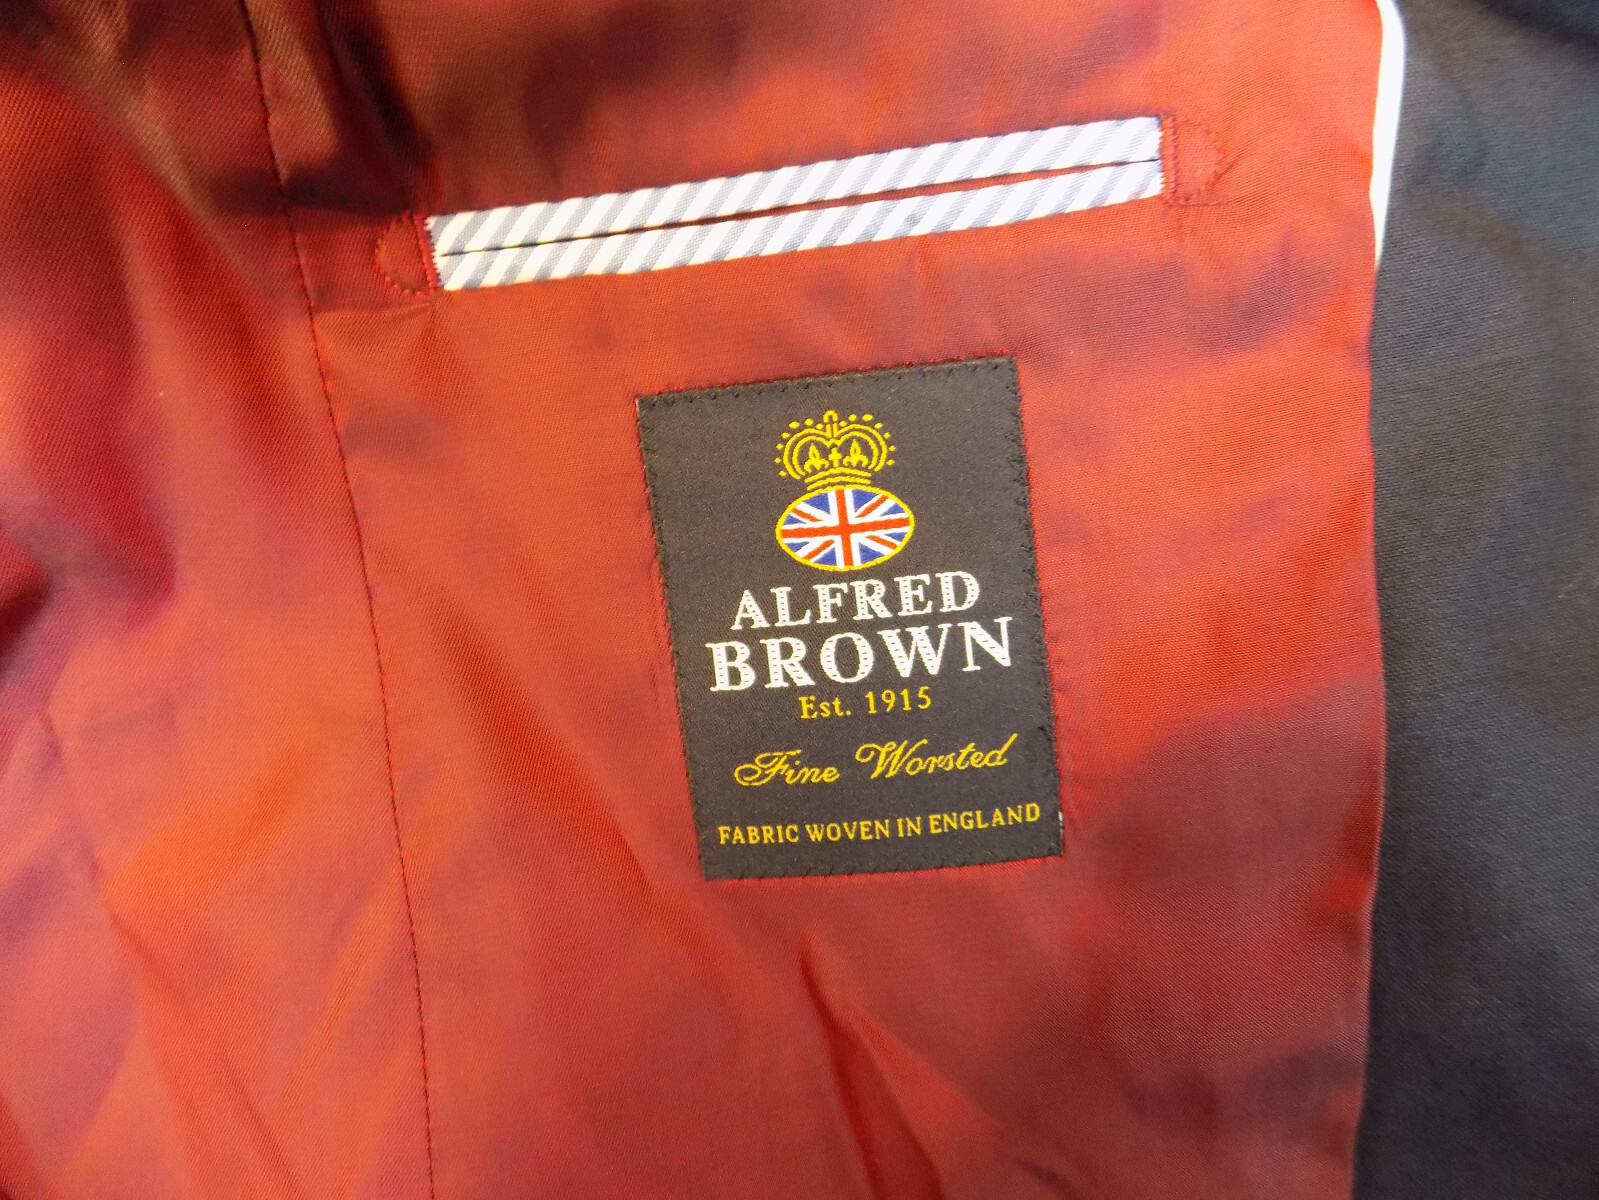 ALFRED
BROWN
Est. 1915
Fine Worsted
FABRIC WOVEN IN ENGLAND